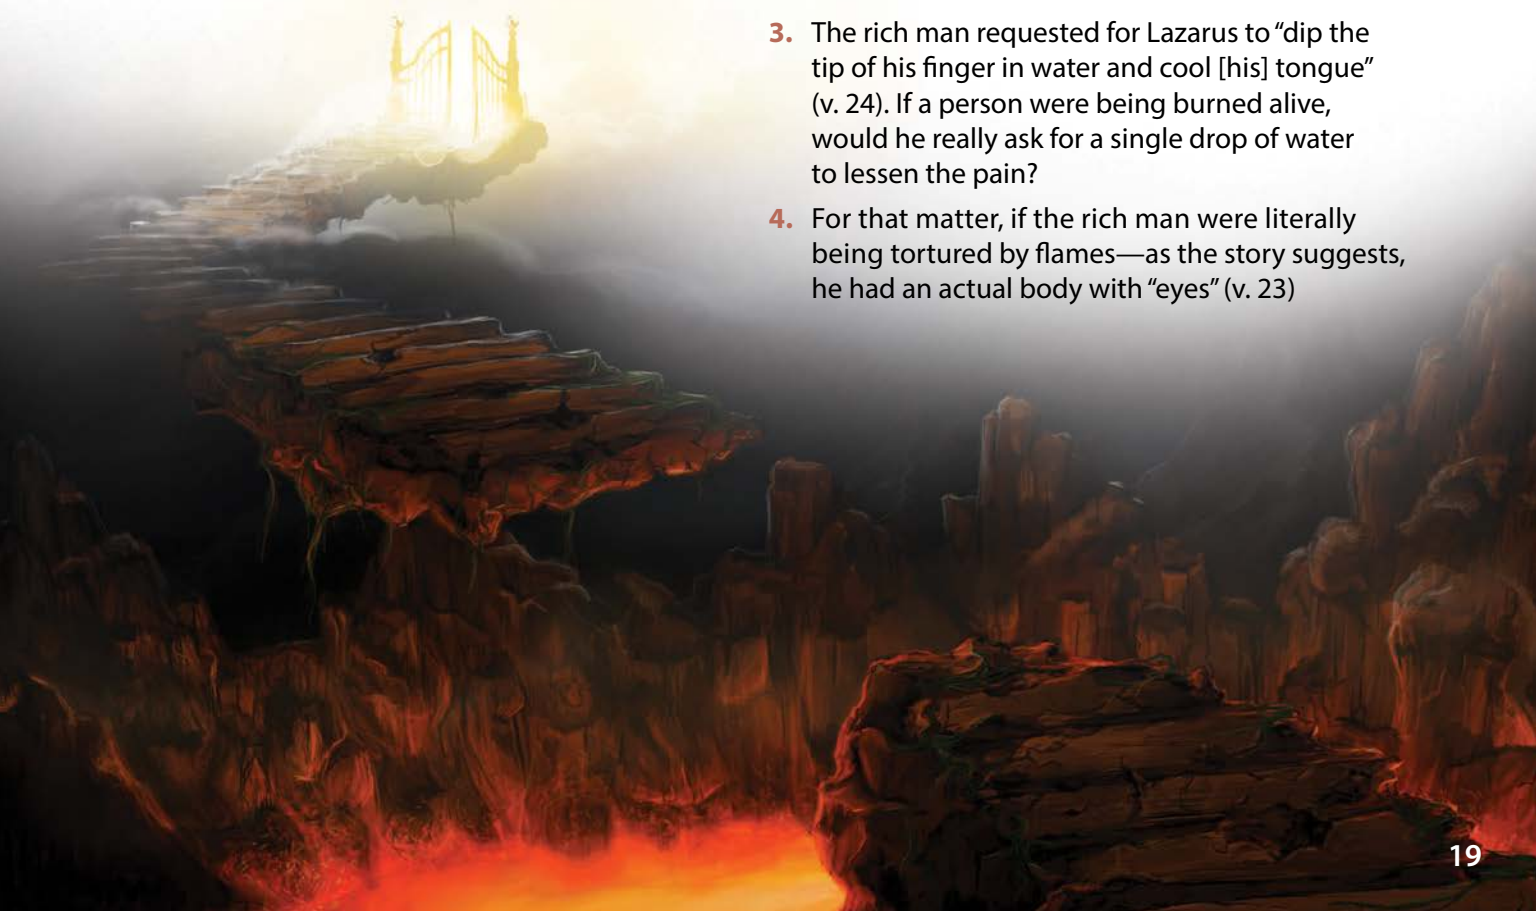 3. The rich man requested for Lazarus to “dip the
tip of his finger in water and cool [his] tongue”
(v. 24). If a person were being burned alive,
would he really ask for a single drop of water
to lessen the pain?
4. For that matter, if the rich man were literally
being tortured by flames—as the story suggests,
he had an actual body with “eyes” (v. 23)
19